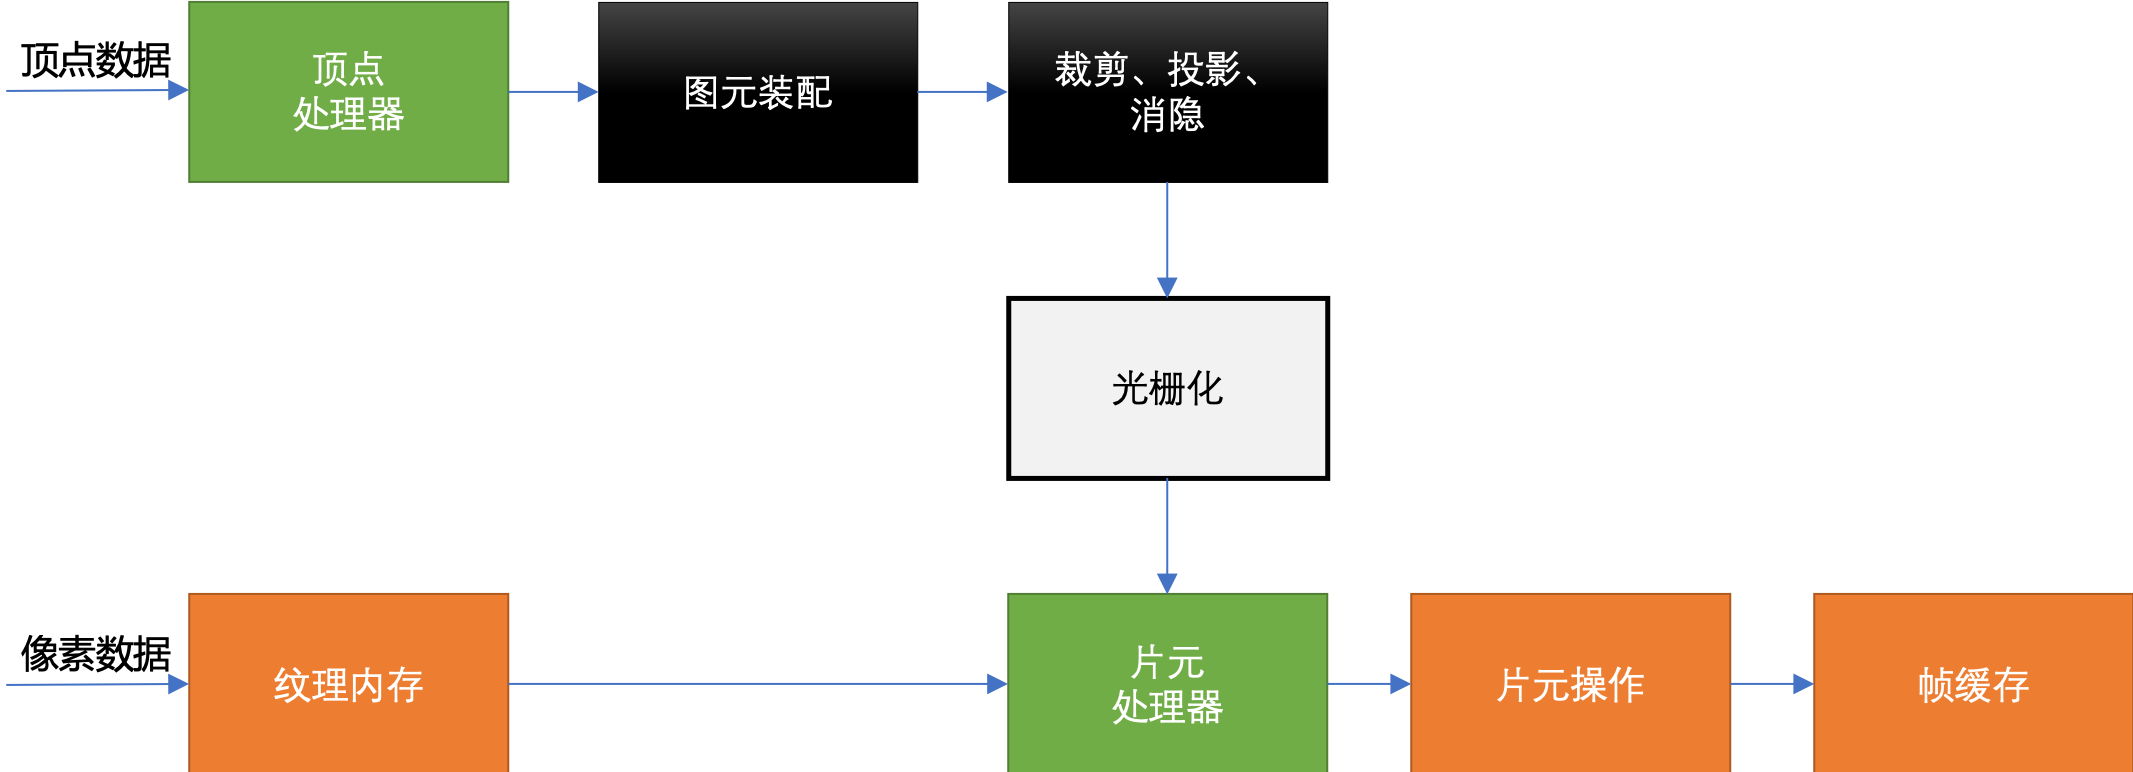 顶点数据
顶点
处理器
图元装配
裁剪、投影、
消隐
光栅化
像素数据
纹理内存
片元
处理器
片元操作
帧缓存